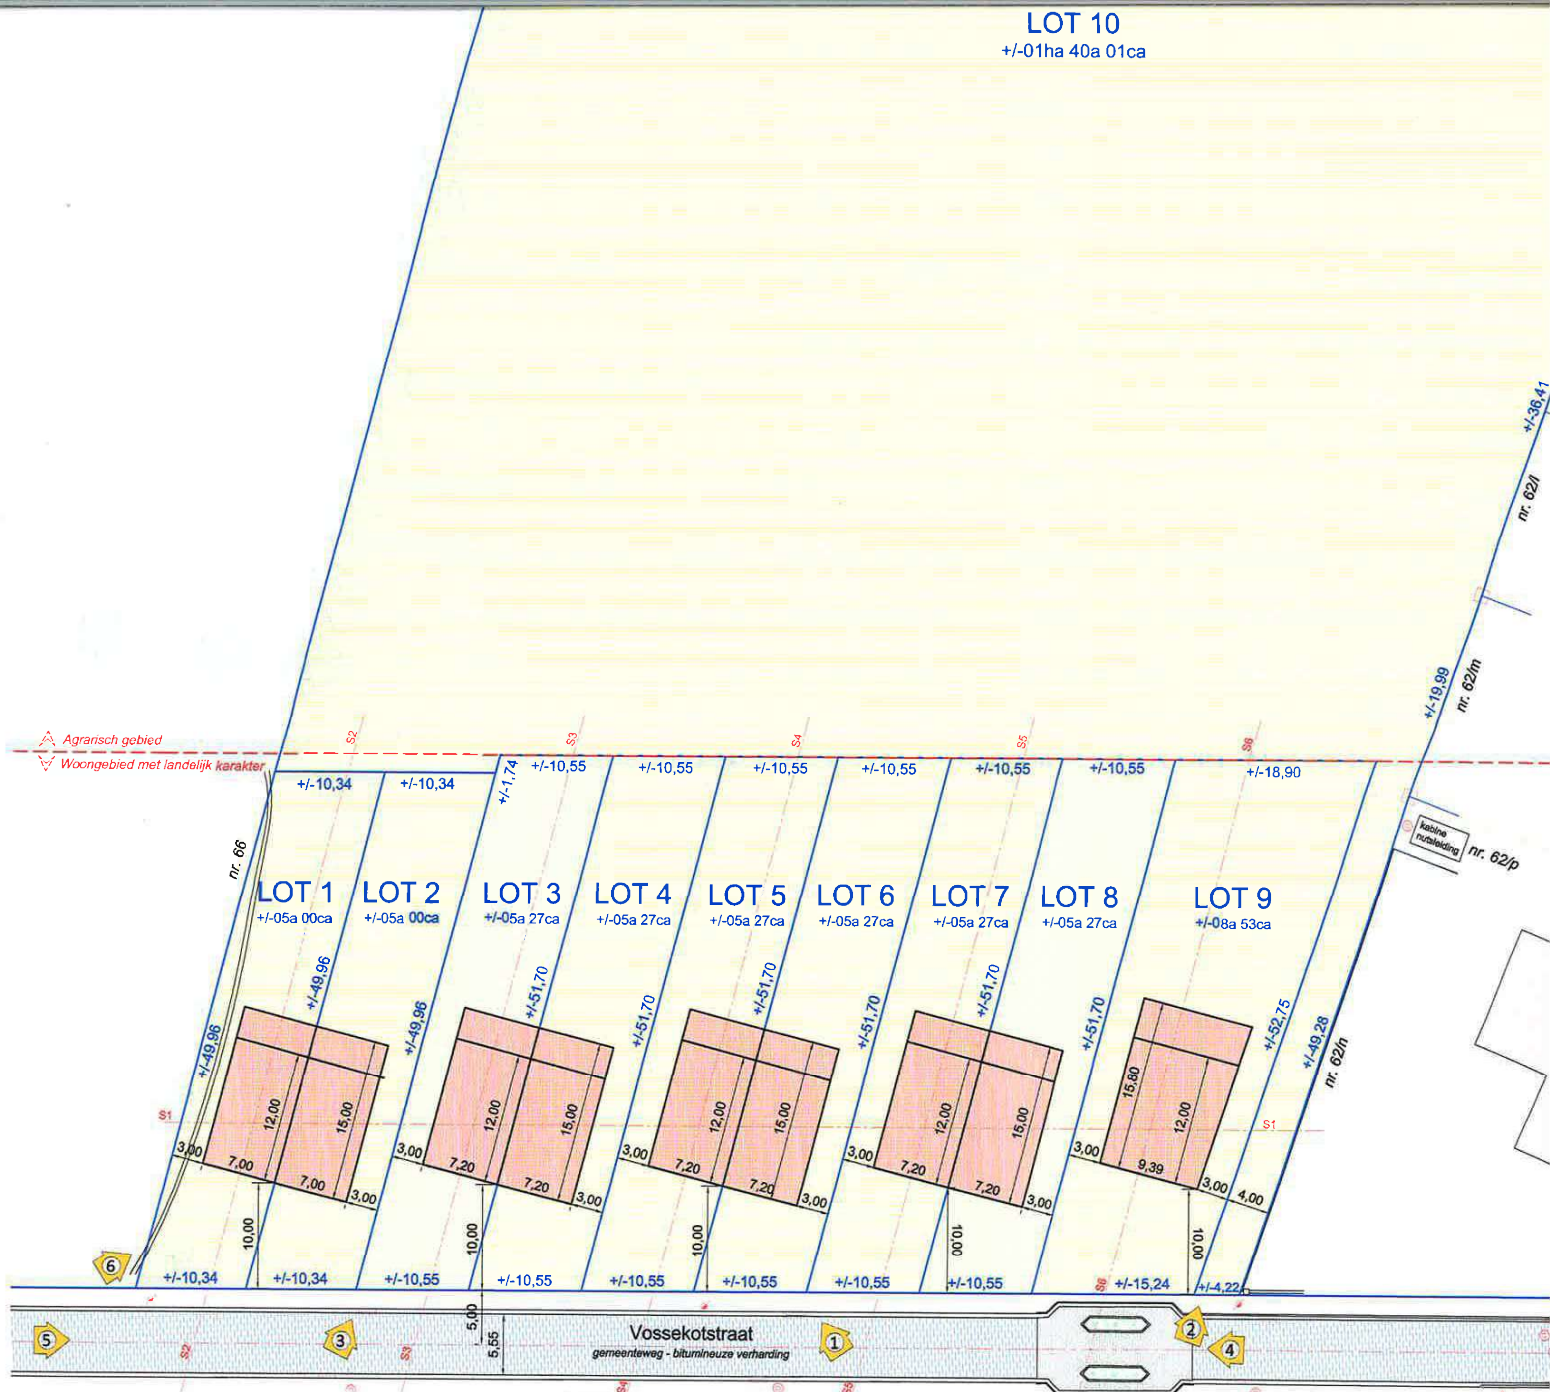 LOT 10
+/-01ha 40a 01ca
+/-36,41
nr. 62/l
+/-19,99
nr. 62/m
Agrarisch gebied
Woongebied met landelijk karakter
S2
S3
S4
S5
S6
+/-10,34
+/-10,34
+/-1,74
+/-10,55
+/-10,55
+/-10,55
+/-10,55
+/-10,55
+/-10,55
+/-18,90
kabine
nutsleiding
nr. 62/p
nr. 66
LOT 1
+/-05a 00ca
LOT 2
+/-05a 00ca
LOT 3
+/-05a 27ca
LOT 4
+/-05a 27ca
LOT 5
+/-05a 27ca
LOT 6
+/-05a 27ca
LOT 7
+/-05a 27ca
LOT 8
+/-05a 27ca
LOT 9
+/-08a 53ca
+/-49,96
+/-49,96
+/-49,96
+/-51,70
+/-51,70
+/-51,70
+/-51,70
+/-51,70
+/-51,70
+/-52,75
+/-49,28
nr. 62/n
S1
S1
12,00
15,00
12,00
15,00
12,00
15,00
12,00
15,00
15,80
12,00
3,00
7,00
7,00
3,00
3,00
7,20
7,20
3,00
3,00
7,20
7,20
3,00
3,00
7,20
7,20
3,00
3,00
9,39
3,00
4,00
10,00
10,00
10,00
10,00
10,00
6
+/-10,34
+/-10,34
+/-10,55
+/-10,55
+/-10,55
+/-10,55
+/-10,55
+/-10,55
S6
+/-15,24
+/-4,22
5,00
5,55
5
S2
3
S3
Vossekotstraat
gemeenteweg - bitumineuze verharding
1
2
4
S4
S5